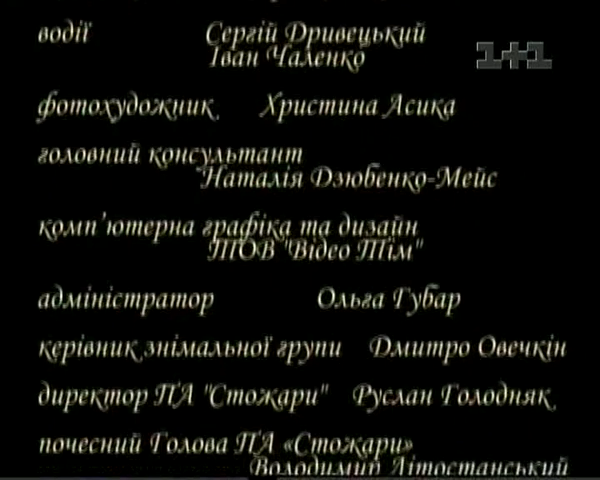 водії Сергій Дривецький
Іван Чаленко
1+1
фотохудожник Христина Асика
головний консультант
Наталія Дзюбенко-Мейс
комп'ютерна графіка та дизайн
ТОВ "Відео Тім"
адміністратор Ольга Губар
керівник знімальної групи Дмитро Овечкін
директор ПА "Стожари" Руслан Голодняк
почесний Голова ПА «Стожари»
Володимир Літостанський